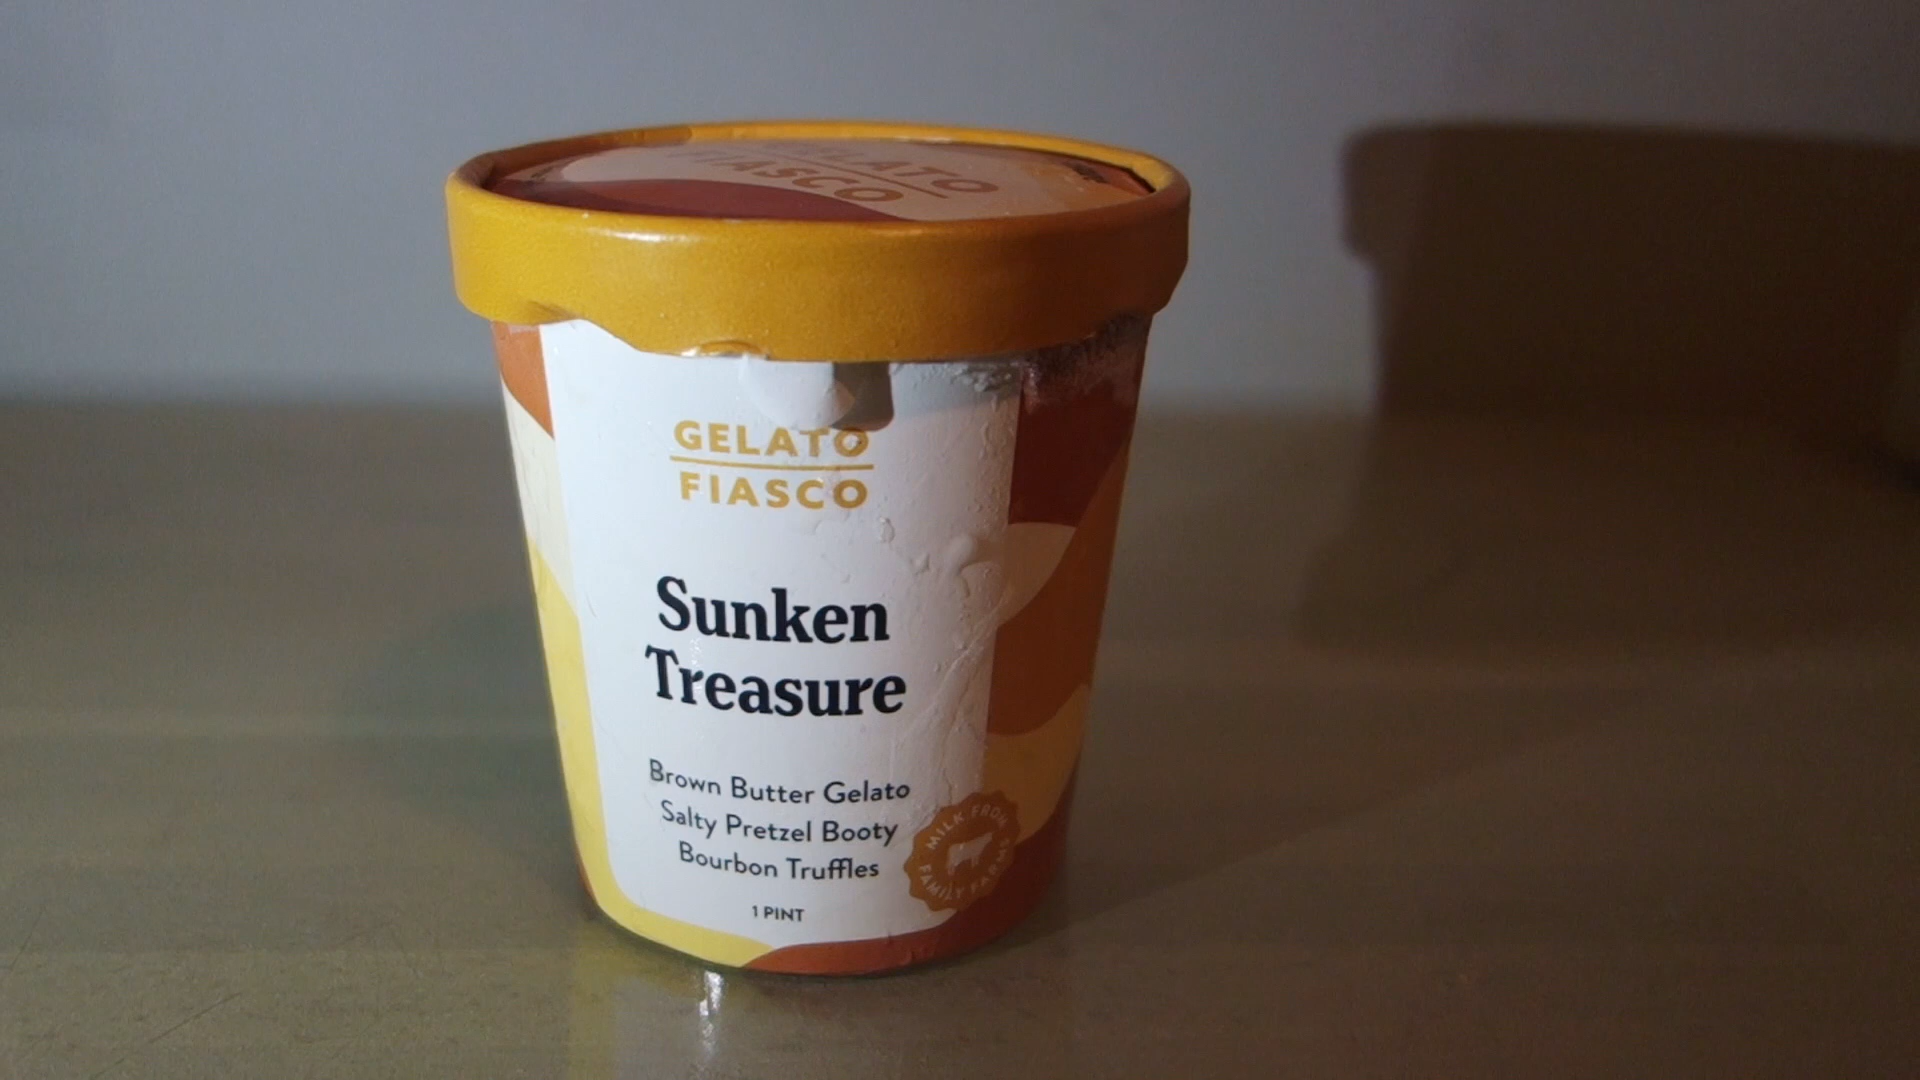 GELATO
FIASCO
GELATO
FIASCO
Sunken
Treasure
Brown Butter Gelato
Salty Pretzel Booty
Bourbon Truffles
MILK FROM
FAMILY FARMS
1 PINT